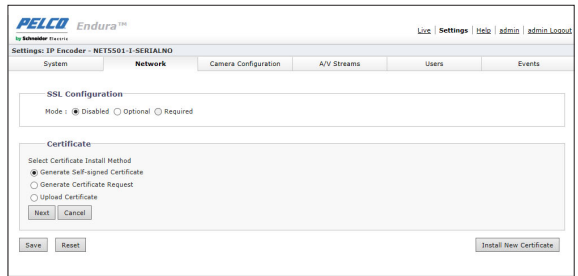 PELCO Endura™
by Schneider Electric
Live | Settings | Help | admin | admin Logout
Settings: IP Encoder - NET5501-I-SERIALNO
System Network Camera Configuration A/V Streams Users Events
SSL Configuration
Mode : Disabled Optional Required
Certificate
Select Certificate Install Method
Generate Self-signed Certificate
Generate Certificate Request
Upload Certificate
Next Cancel
Save Reset Install New Certificate